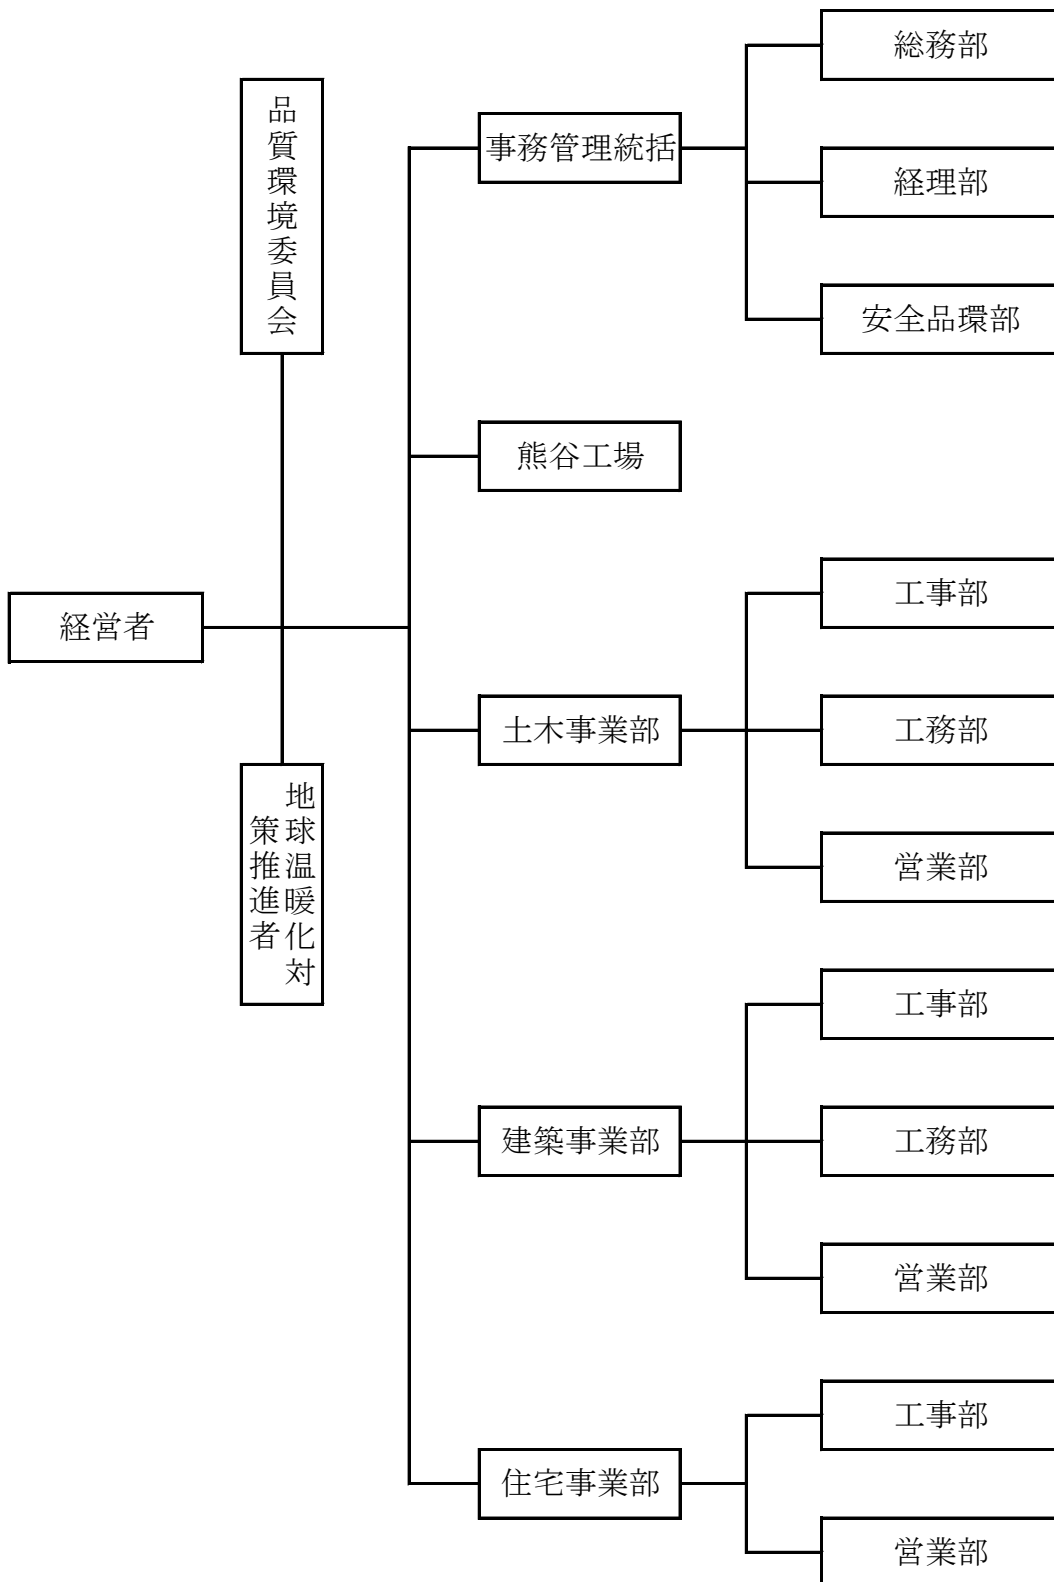 経営者
品質環境委員会
地球温暖化対
策推進者
事務管理統括
総務部
経理部
安全品環部
熊谷工場
土木事業部
工事部
工務部
営業部
建築事業部
工事部
工務部
営業部
住宅事業部
工事部
営業部